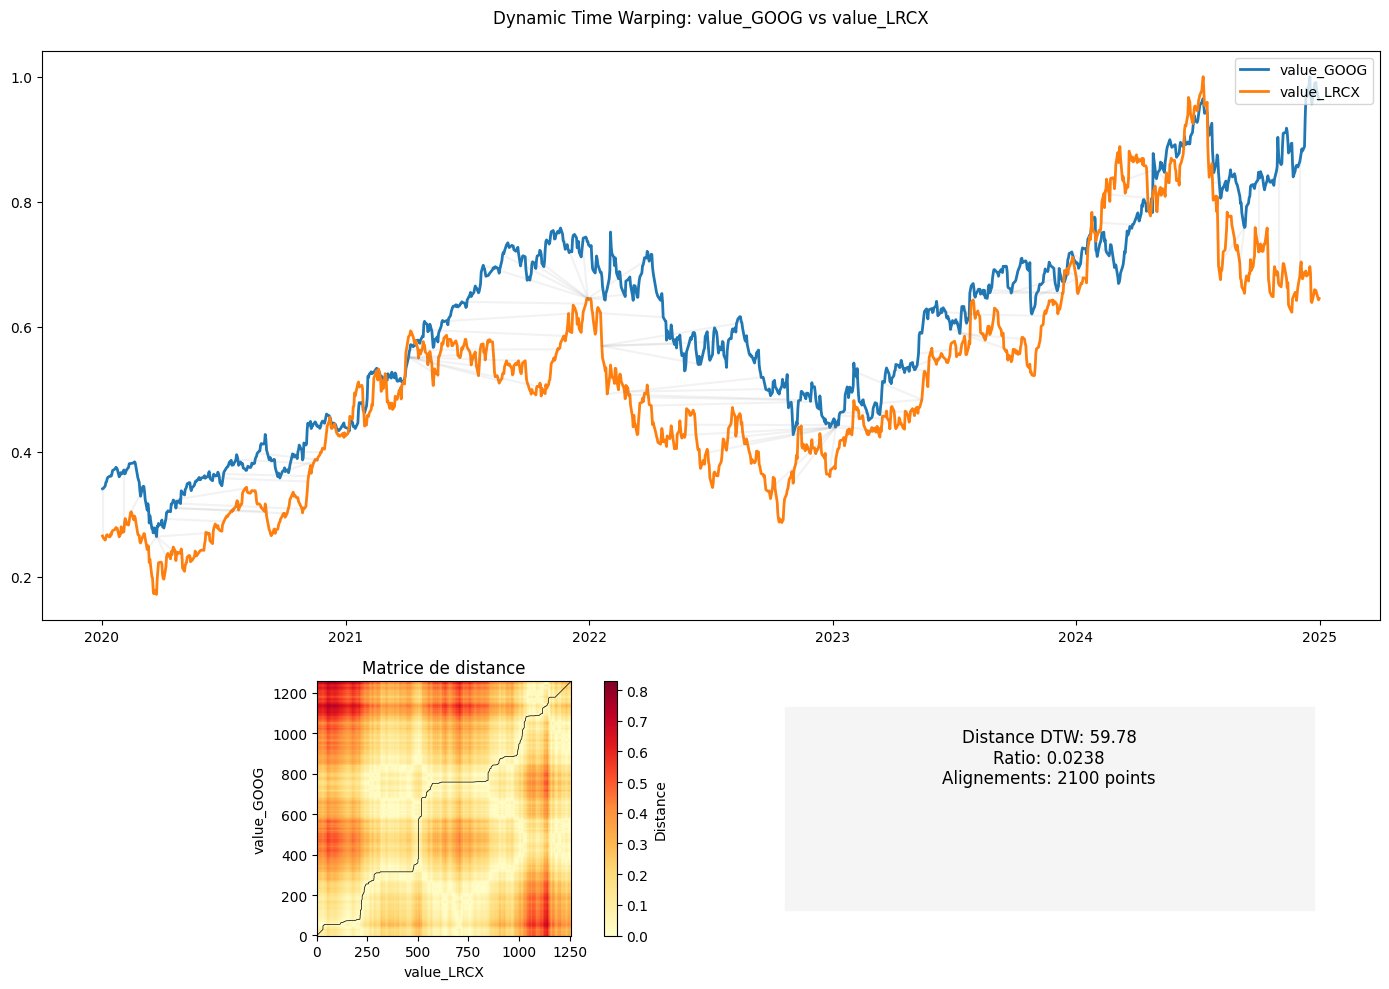 Dynamic Time Warping: value_GOOG vs value_LRCX
value_GOOG
value_LRCX
1.0
0.8
0.6
0.4
0.2
2020 2021 2022 2023 2024 2025
Matrice de distance
value_GOOG
1200
1000
800
600
400
200
0
0 250 500 750 1000 1250
value_LRCX
0.8
0.7
0.6
0.5
0.4
0.3
0.2
0.1
0.0
Distance
Distance DTW: 59.78
Ratio: 0.0238
Alignements: 2100 points